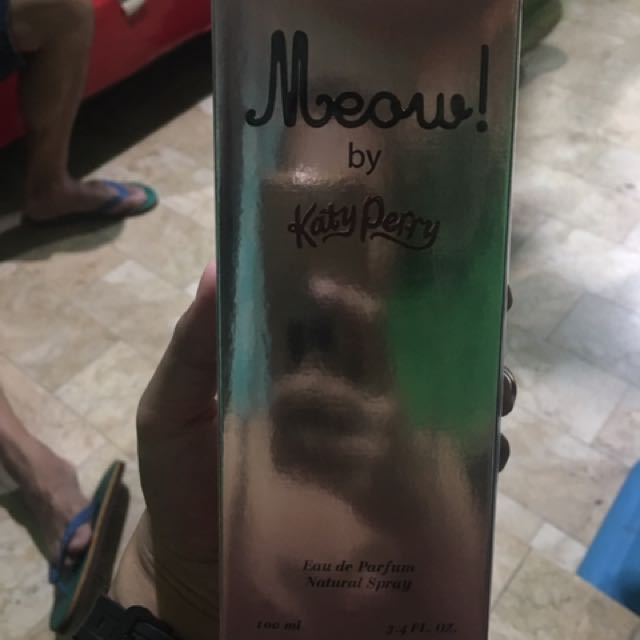 Meow!
by
Katy Perry
Eau de Parfum
Natural Spray
100 ml 3.4 FL. OZ.